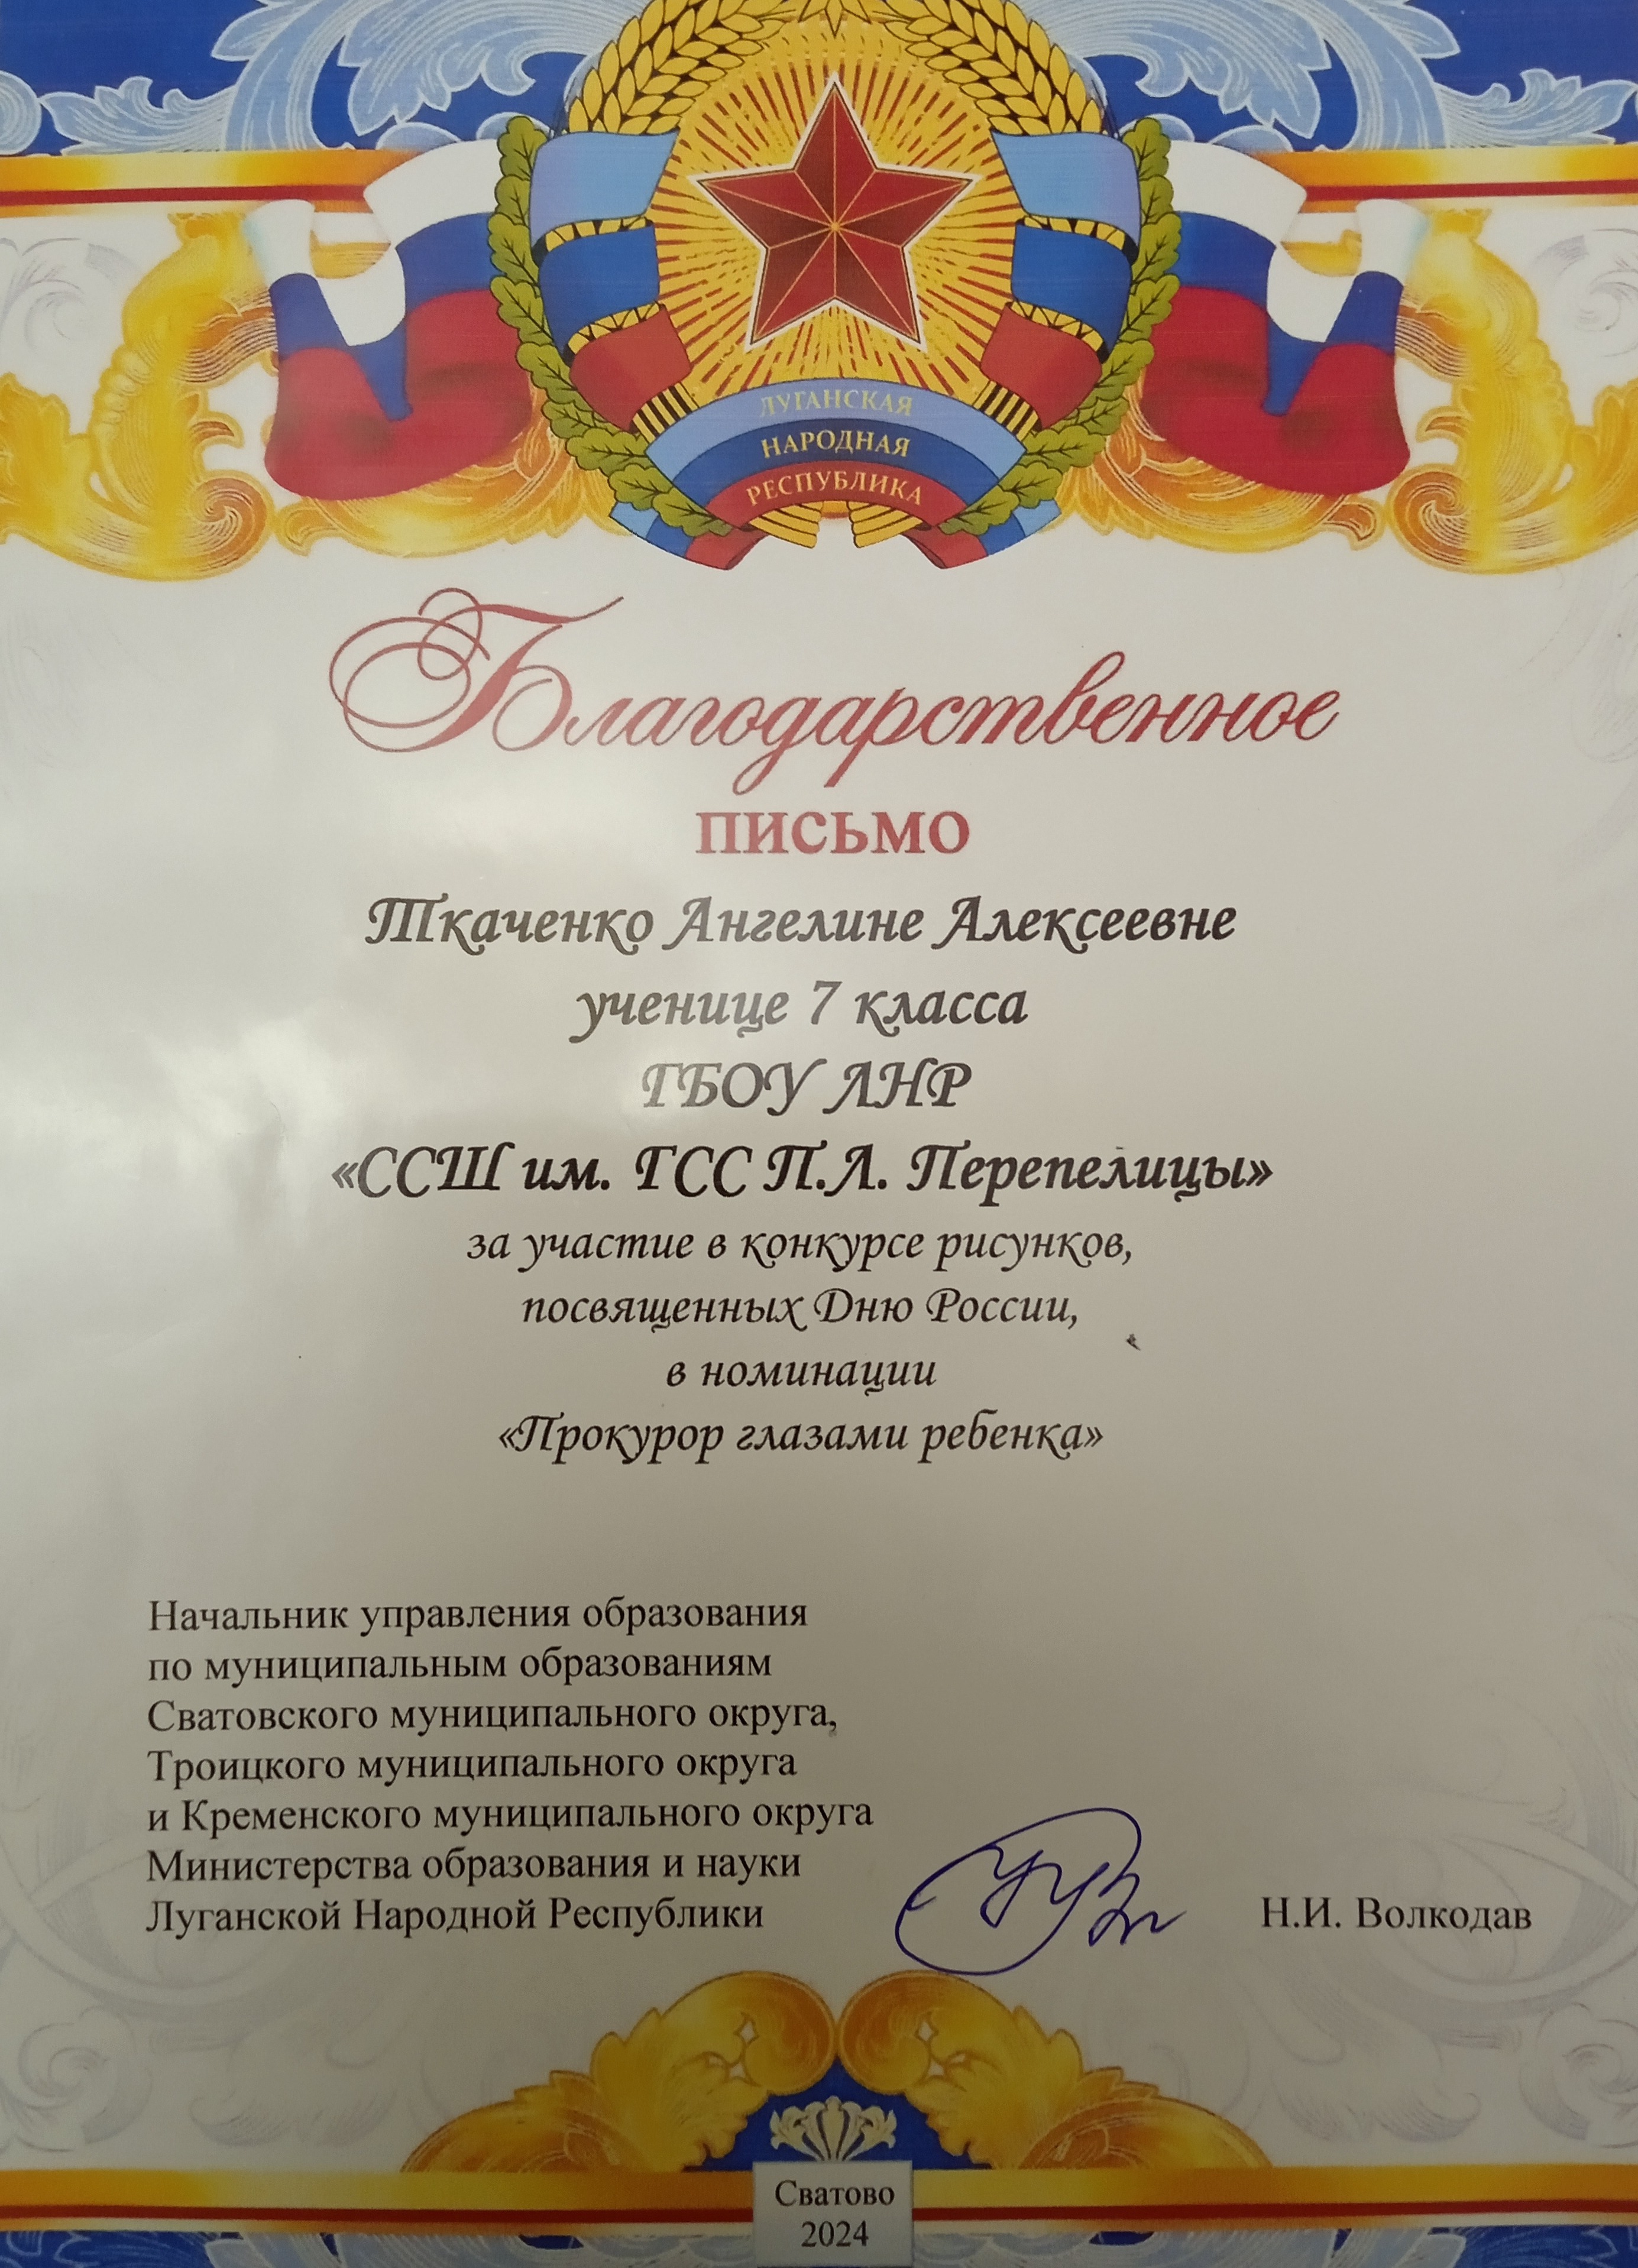 ЛУГАНСКАЯ
НАРОДНАЯ
РЕСПУБЛИКА
Благодарственное
ПИСЬМО
Ткаченко Ангелине Алексеевне
ученице 7 класса
ГБОУ ЛНР
«ССШ им. ГСС П.Л. Перепелицы»
за участие в конкурсе рисунков,
посвященных Дню России,
в номинации
«Прокурор глазами ребенка»
Начальник управления образования
по муниципальным образованиям
Сватовского муниципального округа,
Троицкого муниципального округа
и Кременского муниципального округа
Министерства образования и науки
Луганской Народной Республики
Н.И. Волкодав
Сватово
2024